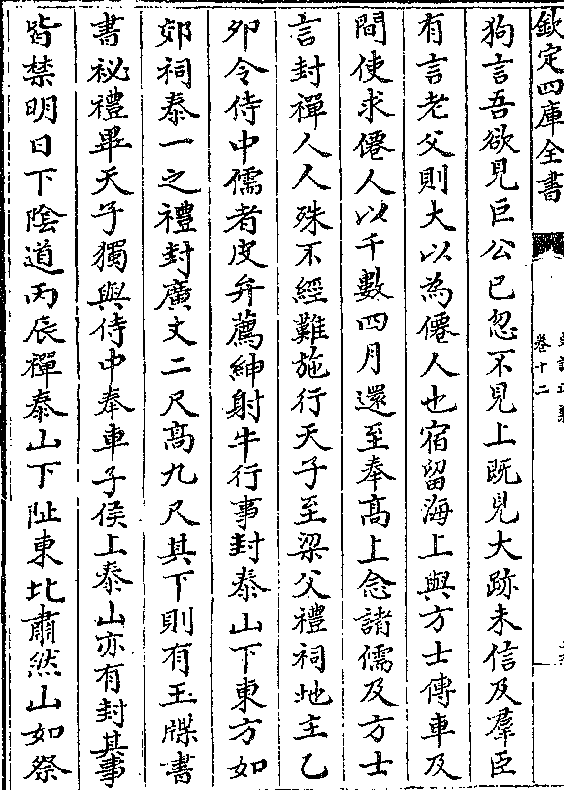 欽定四庫全書
卷十二
狗言吾欲見巨公已忽不見上既見大跡未信及羣臣
有言老父則大以為僊人也宿留海上與方士傳車及
間使求僊人以千數四月還至奉髙上念諸儒及方士
言封禪人人殊不經難施行天子至梁父禮祠地主乙
卯令侍中儒者皮弁薦紳射牛行事封泰山下東方如
郊祠泰一之禮封廣丈二尺髙九尺其下則有玉牒書
書祕禮畢天子獨與侍中奉車子侯上泰山亦有封其事
皆禁明日下陰道丙辰禪泰山下阯東北肅然山如祭